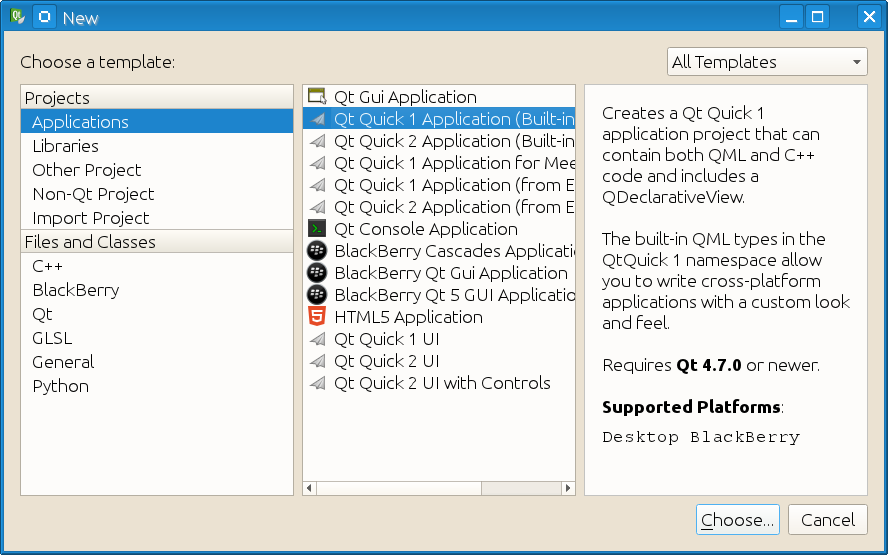 New
Choose a template:
All Templates
Projects
Applications
Libraries
Other Project
Non-Qt Project
Import Project
Files and Classes
C++
BlackBerry
Qt
GLSL
General
Python
Qt Gui Application
Qt Quick 1 Application (Built-in
Qt Quick 2 Application (Built-in
Qt Quick 1 Application for Mee
Qt Quick 1 Application (from E
Qt Quick 2 Application (from E
Qt Console Application
BlackBerry Cascades Applicatio
BlackBerry Qt Gui Application
BlackBerry Qt 5 GUI Applicatio
HTML5 Application
Qt Quick 1 UI
Qt Quick 2 UI
Qt Quick 2 UI with Controls
Creates a Qt Quick 1
application project that can
contain both QML and C++
code and includes a
QDeclarativeView.
The built-in QML types in the
QtQuick 1 namespace allow
you to write cross-platform
applications with a custom look
and feel.
Requires Qt 4.7.0 or newer.
Supported Platforms:
Desktop BlackBerry
Choose...
Cancel